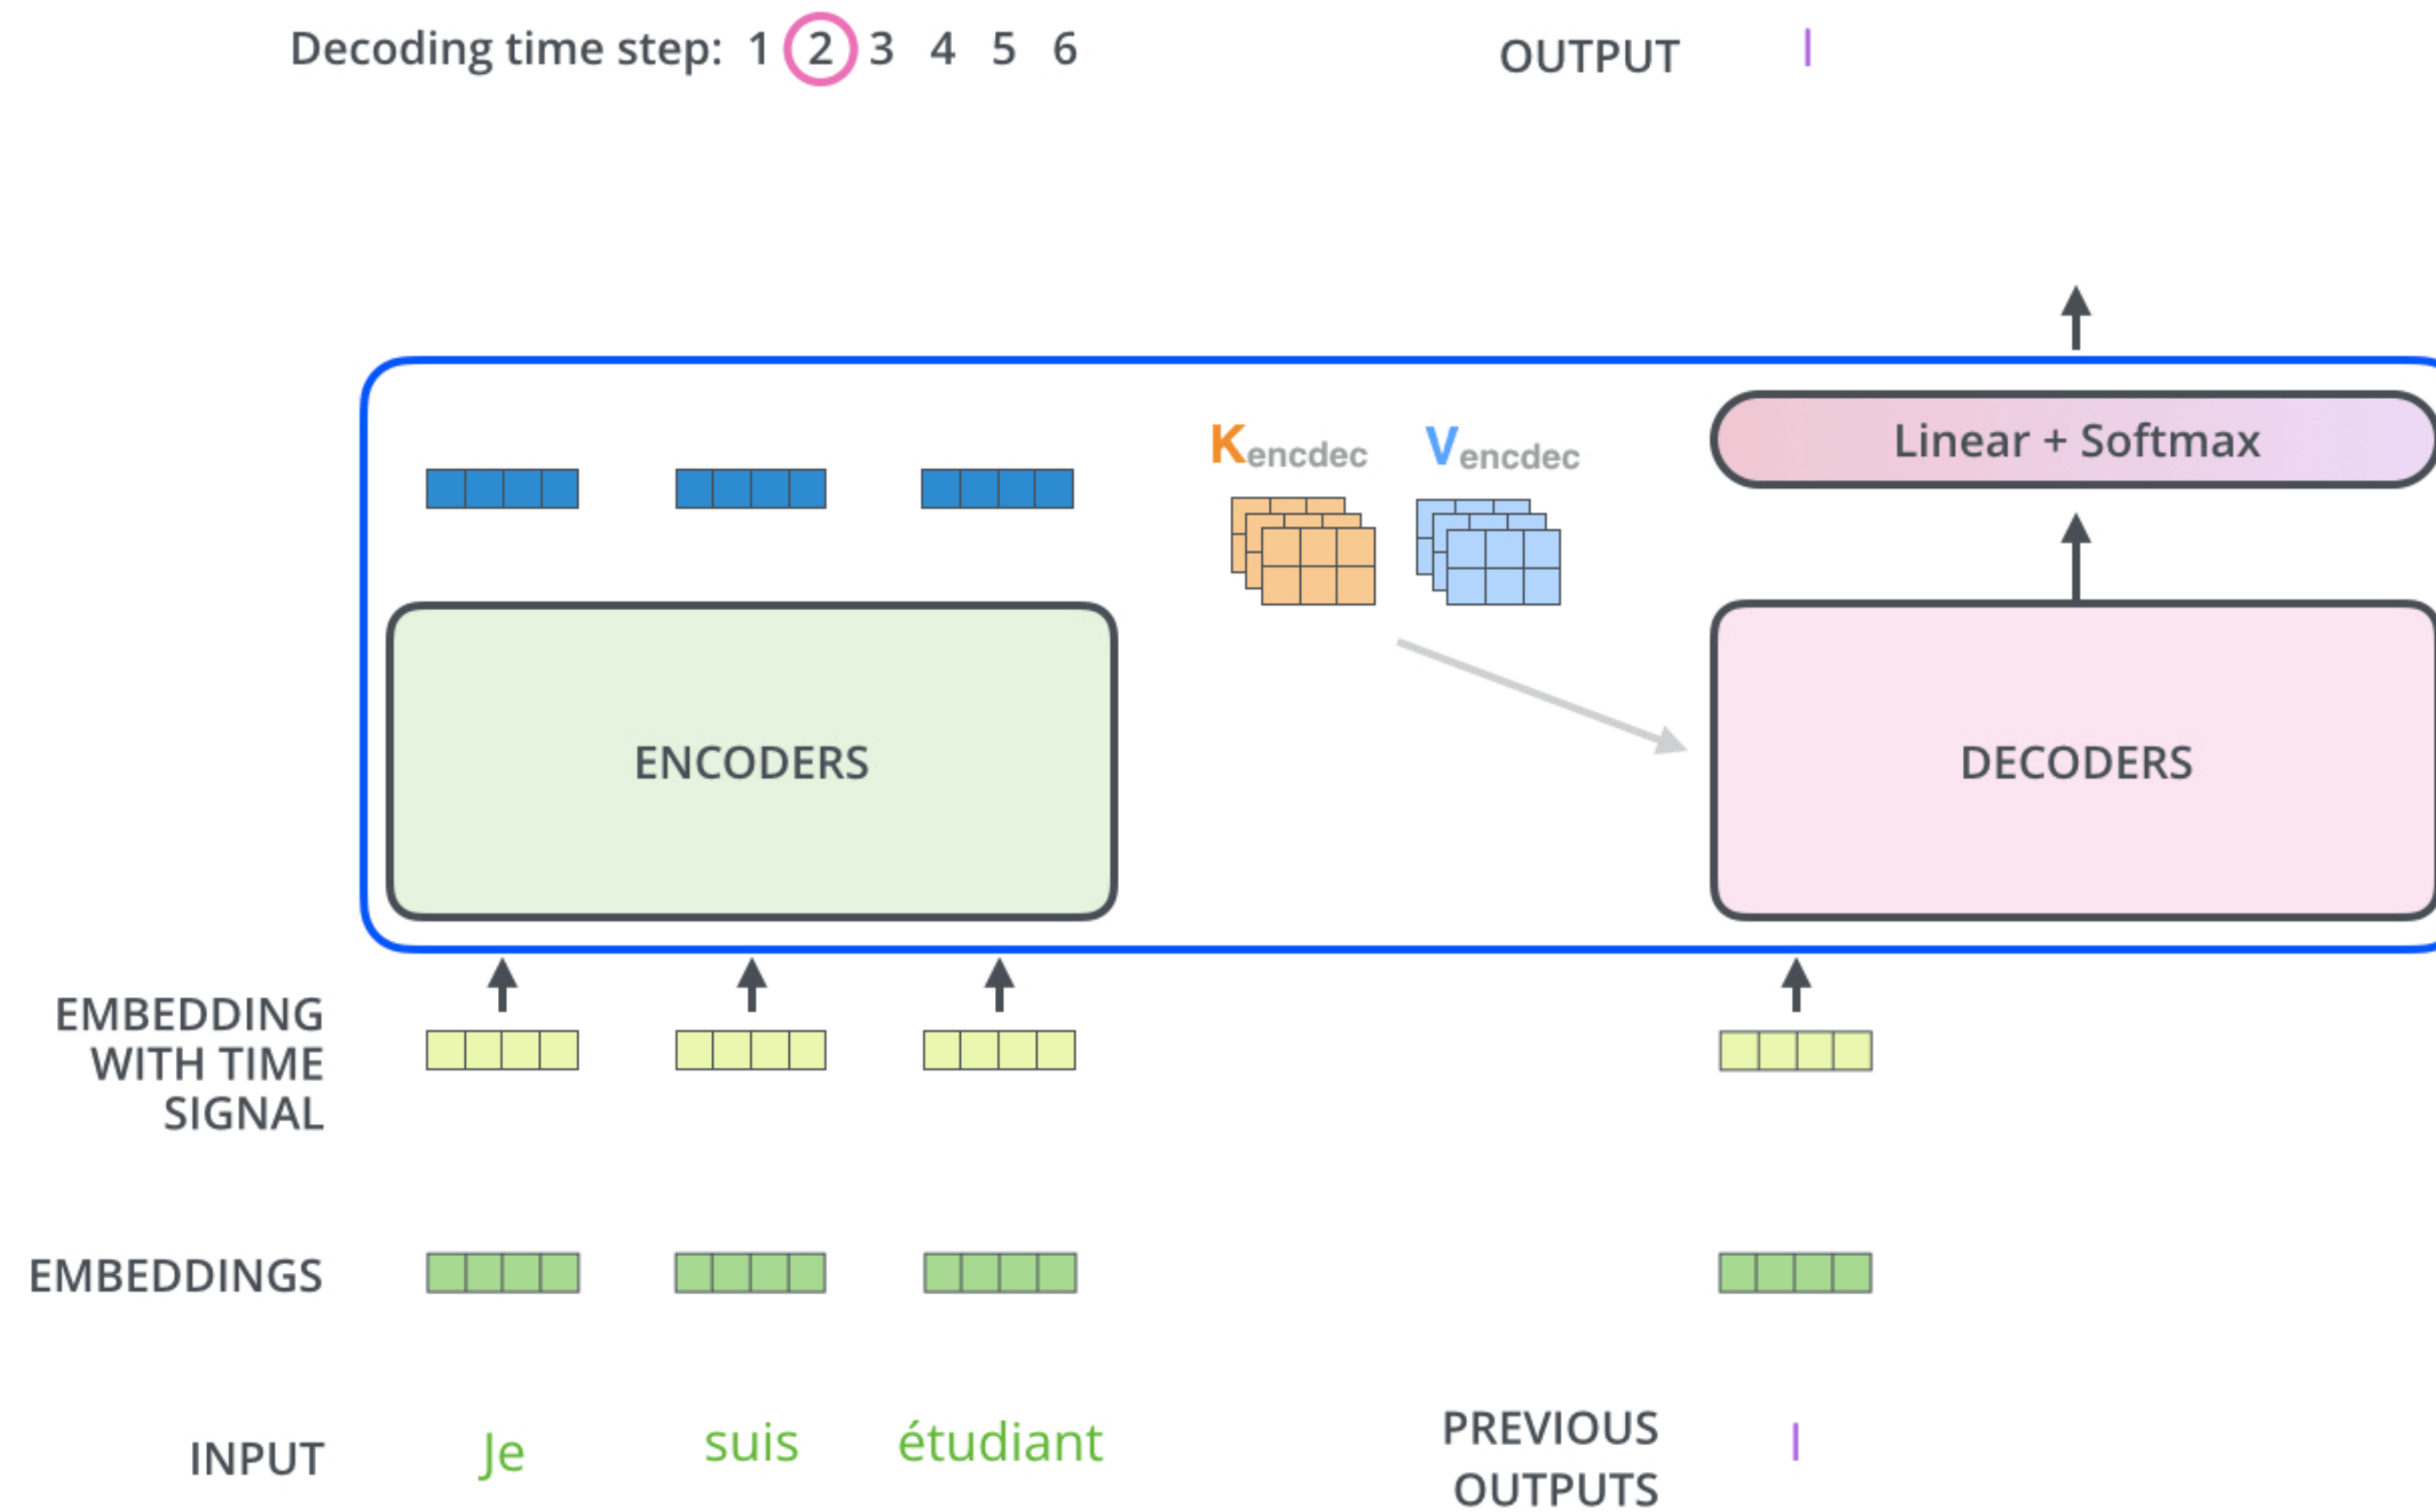 Decoding time step: 1 2 3 4 5 6
OUTPUT I
Kencdec Vencdec
Linear + Softmax
ENCODERS
DECODERS
EMBEDDING
WITH TIME
SIGNAL
EMBEDDINGS
INPUT Je suis étudiant
PREVIOUS
OUTPUTS
I